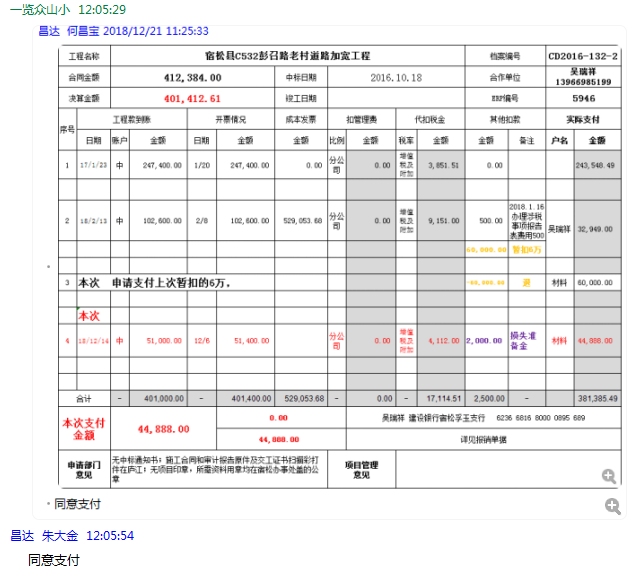 一览众山小 12:05:29
昌达 何昌宝 2018/12/21 11:25:33
工程名称 宿松县C532彭召路老村道路加宽工程 档案编号 CD2016-132-2
合同金额 412,384.00 中标日期 2016.10.18 合作单位 吴瑞祥 13966985199
决算金额 401,412.61 竣工日期 ERP编号 5946
序号 工程款到账 开票情况 成本发票 扣管理费 代扣税金 其他扣款 实际支付
日期 账户 金额 日期 金额 金额 比例 金额 税率 金额 金额 备注 户名 金额
1 17/1/23 中 247,400.00 1/20 247,400.00 0.00 分公司 0.00 增值税及附加 3,851.51 0.00 243,548.49
2 18/2/13 中 102,600.00 2/8 102,600.00 529,053.68 分公司 0.00 增值税及附加 9,151.00 500.00 2018.1.16办理涉税事项报告表费用500 吴瑞祥 32,949.00
60,000.00 暂扣6万
3 本次 申请支付上次暂扣的6万。 -60,000.00 退 材料 60,000.00
本次
4 18/12/14 中 51,000.00 12/6 51,400.00 分公司 0.00 增值税及附加 4,112.00 2,000.00 损失准备金 材料 44,888.00
合计 - 401,000.00 - 401,400.00 529,053.68 - 0.00 - 17,114.51 2,500.00 - 381,385.49
本次支付金额 44,888.00 0.00 吴瑞祥 建设银行宿松孚玉支行 6236 6816 8000 0895 689
44,888.00 详见报销单据
申请部门意见 无中标通知书；施工合同和审计报告原件及交工证书扫描彩打件在庐江；无项目印章，所需资料用章均在宿松办事处盖的公章 项目管理意见
同意支付
昌达 朱大金 12:05:54
同意支付